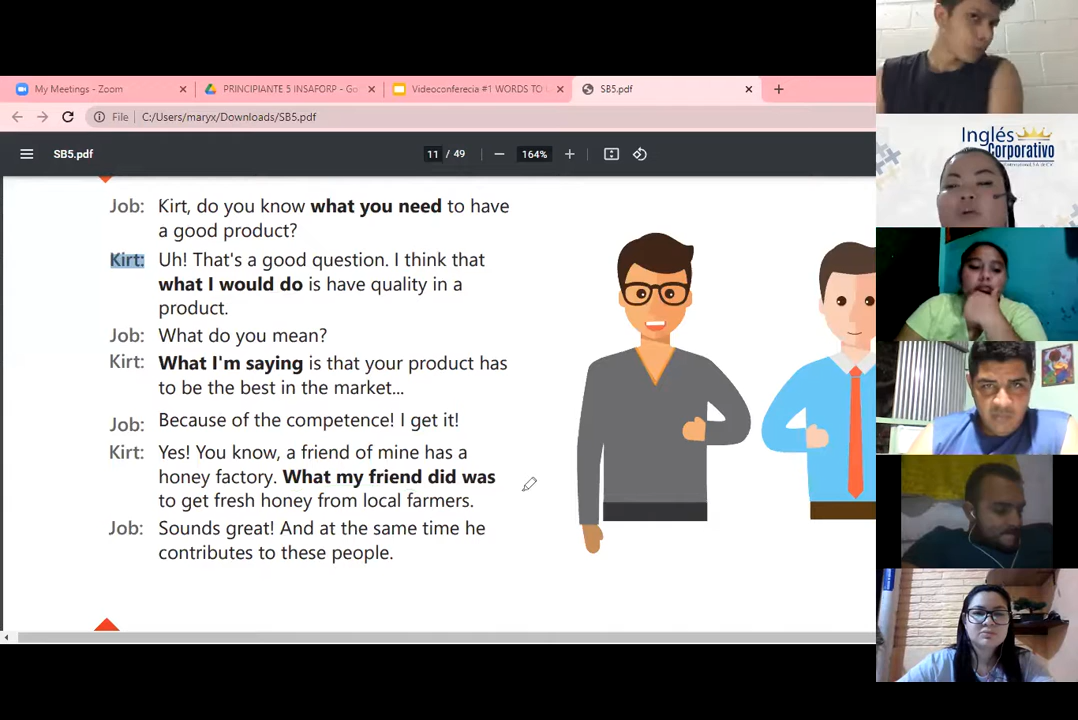 My Meetings - Zoom
PRINCIPIANTE 5 INSAFORP - Go
Videoconferecia #1 WORDS TO
SB5.pdf
File
C:/Users/maryx/Downloads/SB5.pdf
SB5.pdf
11 / 49
164%
Job: Kirt, do you know what you need to have
a good product?
Kirt: Uh! That's a good question. I think that
what I would do is have quality in a
product.
Job: What do you mean?
Kirt: What I'm saying is that your product has
to be the best in the market...
Job: Because of the competence! I get it!
Kirt: Yes! You know, a friend of mine has a
honey factory. What my friend did was
to get fresh honey from local farmers.
Job: Sounds great! And at the same time he
contributes to these people.
Inglés
Corporativo